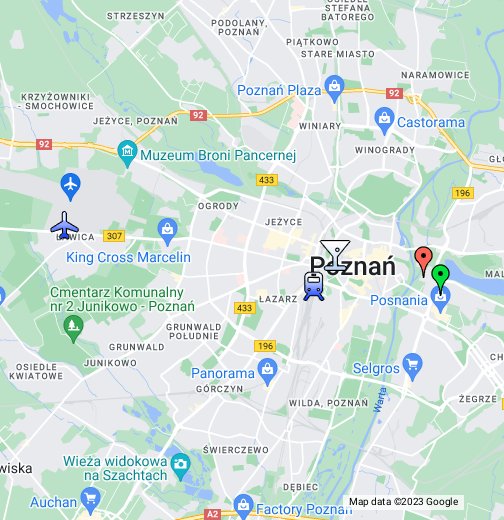 STRZESZYN
OSIEDLE
STEFANA
BATOREGO
PODOLANY,
POZNAŃ
PIĄTKOWO
STARE MIASTO
NARAMOWICE
Poznań Plaza
92
KRZYŻOWNIKI
- SMOCHOWICE
JEŻYCE, POZNAŃ
92
WINIARY
Castorama
92
WINOGRADY
Muzeum Broni Pancernej
433
196
OGRODY
JEŻYCE
ŁAWICA
307
King Cross Marcelin
Poznań
MAL
Cmentarz Komunalny
nr 2 Junikowo - Poznań
ŁAZARZ
Posnania
433
GRUNWALD
POŁUDNIE
GRUNWALD
196
JUNIKOWO
OSIEDLE
KWIATOWE
Panorama
Selgros
GÓRCZYN
WILDA, POZNAŃ
Warta
ŻEGRZE
ŚWIERCZEWO
Wieża widokowa
na Szachtach
wiska
DĘBIEC
Auchan
A2
Factory Poznań
Map data ©2023 Google